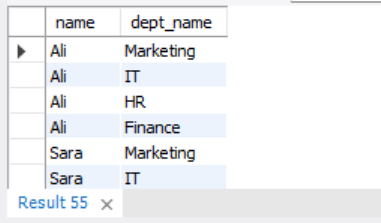 name dept_name
Ali Marketing
Ali IT
Ali HR
Ali Finance
Sara Marketing
Sara IT
Result 55 ×